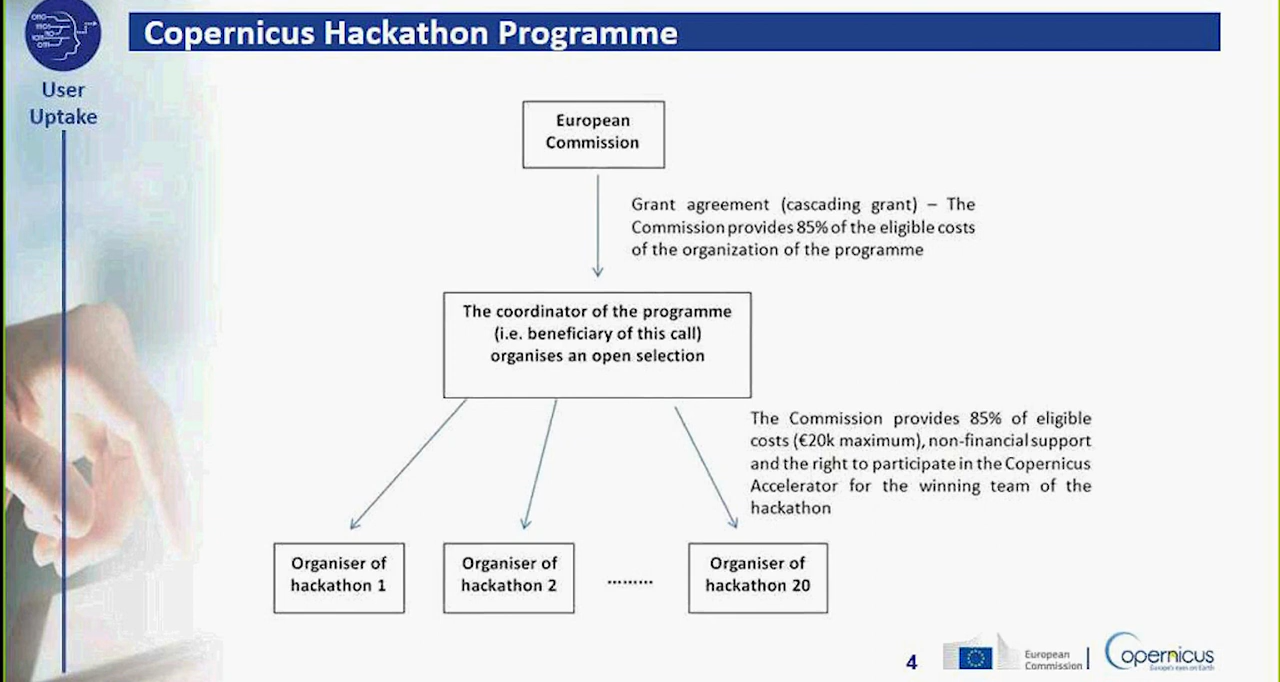 Copernicus Hackathon Programme
User
Uptake
European
Commission
Grant agreement (cascading grant) – The
Commission provides 85% of the eligible costs
of the organization of the programme
The coordinator of the programme
(i.e. beneficiary of this call)
organises an open selection
The Commission provides 85% of eligible
costs (€20k maximum), non-financial support
and the right to participate in the Copernicus
Accelerator for the winning team of the
hackathon
Organiser of
hackathon 1
Organiser of
hackathon 2
.........
Organiser of
hackathon 20
4
European
Commission
Copernicus
Europe's eyes on Earth